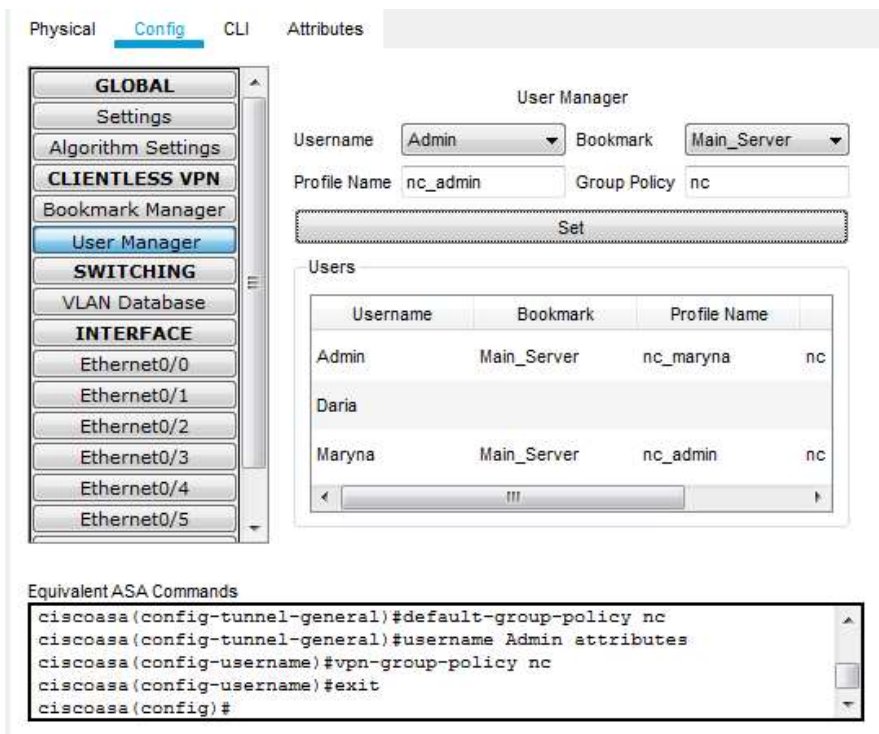 Physical Config CLI Attributes
GLOBAL
Settings
Algorithm Settings
CLIENTLESS VPN
Bookmark Manager
User Manager
SWITCHING
VLAN Database
INTERFACE
Ethernet0/0
Ethernet0/1
Ethernet0/2
Ethernet0/3
Ethernet0/4
Ethernet0/5
User Manager
Username Admin Bookmark Main_Server
Profile Name nc_admin Group Policy nc
Set
Users
Username Bookmark Profile Name
Admin Main_Server nc_maryna nc
Daria
Maryna Main_Server nc_admin nc
Equivalent ASA Commands
ciscoasa(config-tunnel-general)#default-group-policy nc
ciscoasa(config-tunnel-general)#username Admin attributes
ciscoasa(config-username)#vpn-group-policy nc
ciscoasa(config-username)#exit
ciscoasa(config)#